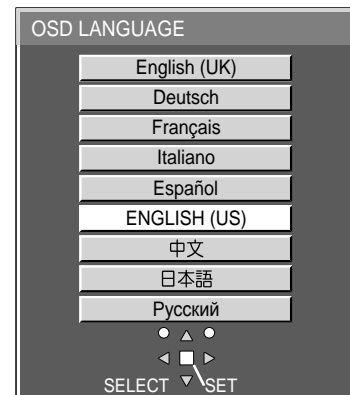 OSD LANGUAGE
English (UK)
Deutsch
Français
Italiano
Español
ENGLISH (US)
中文
日本語
Русский
SELECT SET